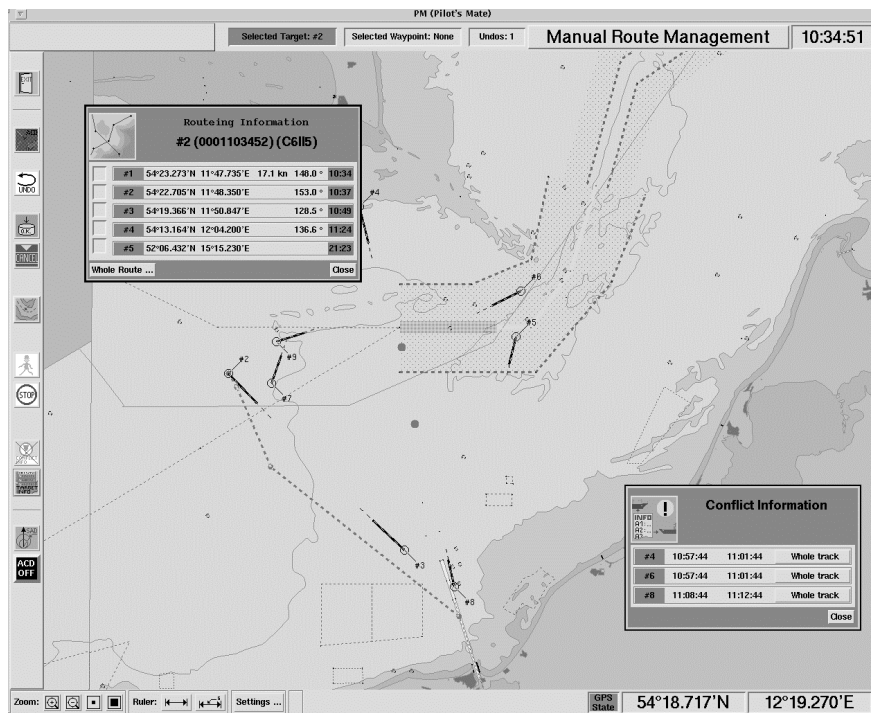 PM (Pilot's Mate)
Selected Target: #2 Selected Waypoint: None Undos: 1 Manual Route Management 10:34:51
EXIT
ACD
UNDO
CANCEL
STOP
TARGET
INFO
ACD
OFF
Routeing Information
#2 (0001103452) (C6II5)
#1 54°23.273'N 11°47.735'E 17.1 kn 148.0 ° 10:34
#2 54°22.705'N 11°48.350'E 153.0 ° 10:37
#3 54°19.366'N 11°50.847'E 128.5 ° 10:49
#4 54°13.164'N 12°04.200'E 136.6 ° 11:24
#5 52°06.432'N 15°15.230'E 21:23
Whole Route ... Close
#4
#6
#5
#9
#2
#7
#3
#8
INFO
A1:..
A2:..
Conflict Information
#4 10:57:44 11:01:44 Whole track
#6 10:57:44 11:01:44 Whole track
#8 11:08:44 11:12:44 Whole track
Close
Zoom: Ruler: Settings ... GPS State 54°18.717'N 12°19.270'E